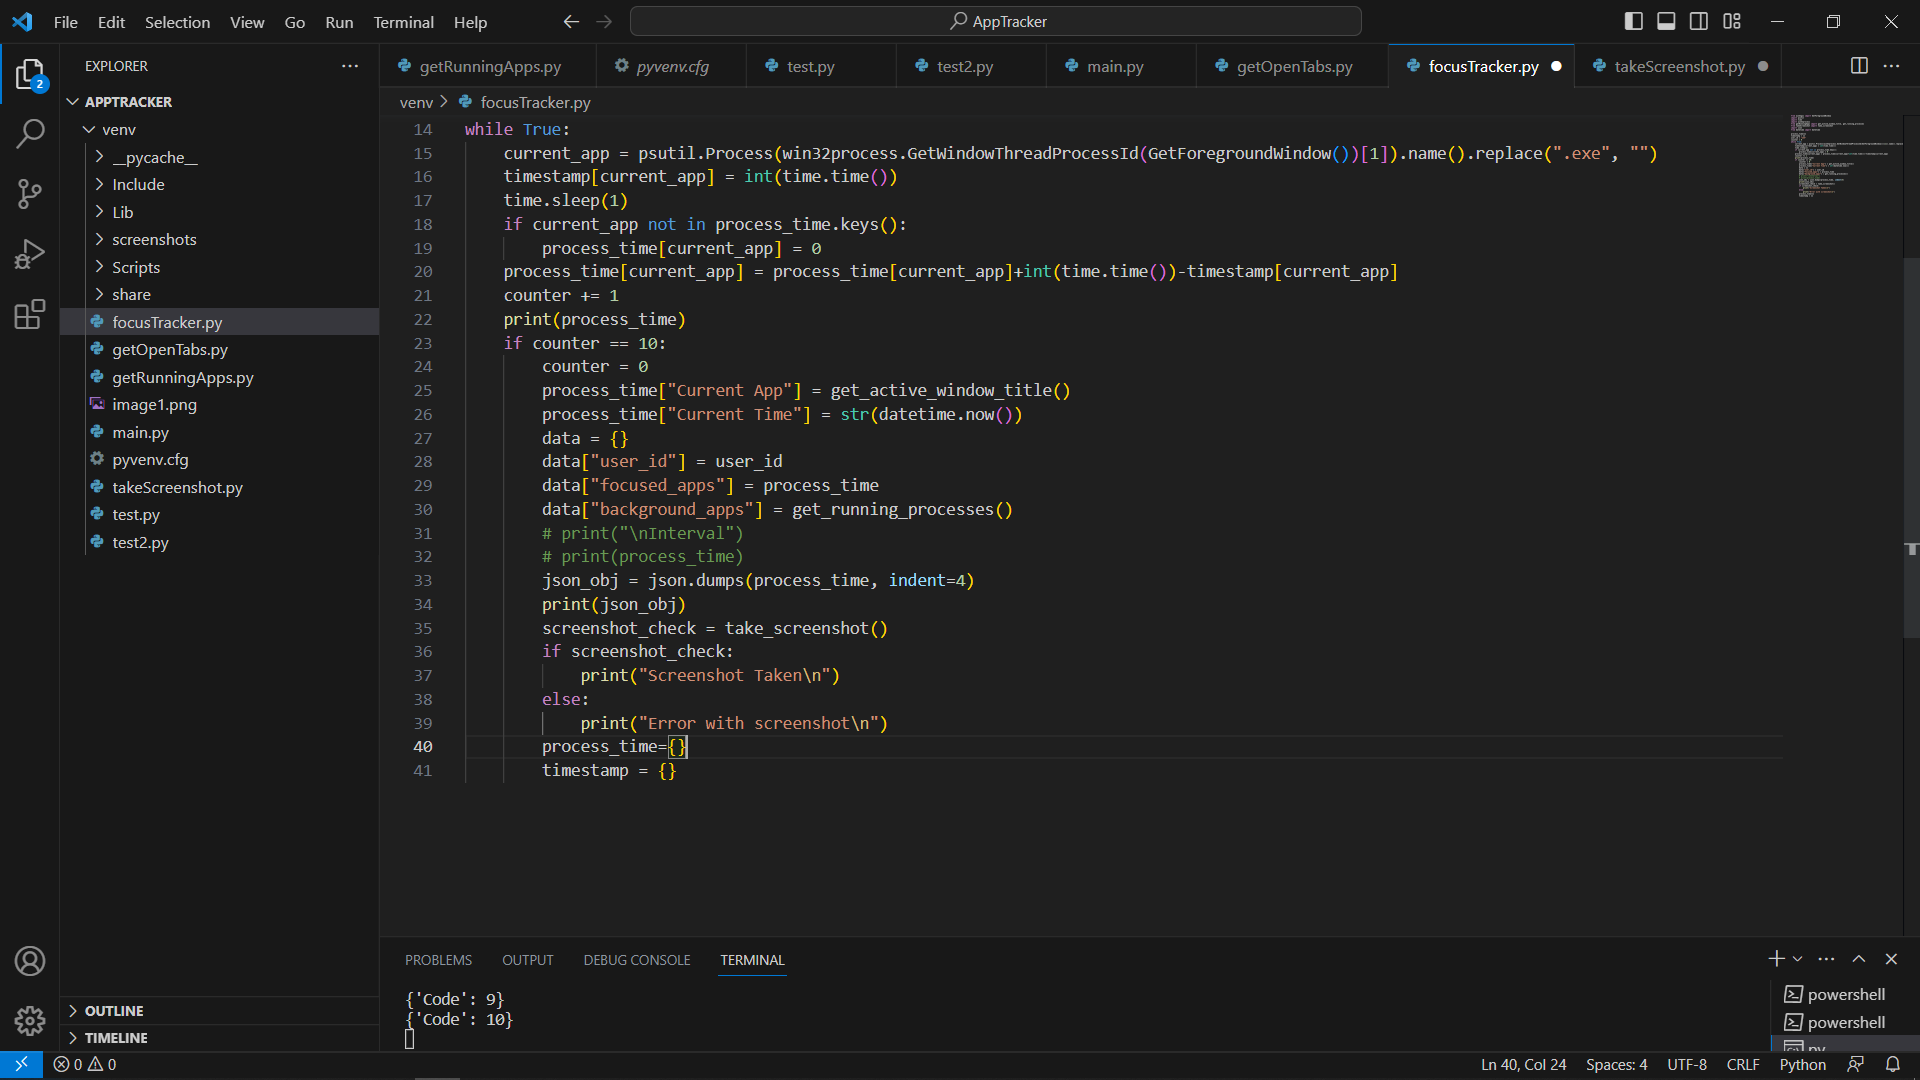 File Edit Selection View Go Run Terminal Help
AppTracker
EXPLORER
2
APPTRACKER
venv
__pycache__
Include
Lib
screenshots
Scripts
share
focusTracker.py
getOpenTabs.py
getRunningApps.py
image1.png
main.py
pyvenv.cfg
takeScreenshot.py
test.py
test2.py
OUTLINE
TIMELINE
getRunningApps.py pyvenv.cfg test.py test2.py main.py getOpenTabs.py focusTracker.py takeScreenshot.py
venv > focusTracker.py
14 while True:
15 current_app = psutil.Process(win32process.GetWindowThreadProcessId(GetForegroundWindow())[1]).name().replace(".exe", "")
16 timestamp[current_app] = int(time.time())
17 time.sleep(1)
18 if current_app not in process_time.keys():
19 process_time[current_app] = 0
20 process_time[current_app] = process_time[current_app]+int(time.time())-timestamp[current_app]
21 counter += 1
22 print(process_time)
23 if counter == 10:
24 counter = 0
25 process_time["Current App"] = get_active_window_title()
26 process_time["Current Time"] = str(datetime.now())
27 data = {}
28 data["user_id"] = user_id
29 data["focused_apps"] = process_time
30 data["background_apps"] = get_running_processes()
31 # print("\nInterval")
32 # print(process_time)
33 json_obj = json.dumps(process_time, indent=4)
34 print(json_obj)
35 screenshot_check = take_screenshot()
36 if screenshot_check:
37 print("Screenshot Taken\n")
38 else:
39 print("Error with screenshot\n")
40 process_time={}
41 timestamp = {}
PROBLEMS OUTPUT DEBUG CONSOLE TERMINAL
{'Code': 9}
{'Code': 10}
powershell
powershell
py
0 0
Ln 40, Col 24 Spaces: 4 UTF-8 CRLF Python